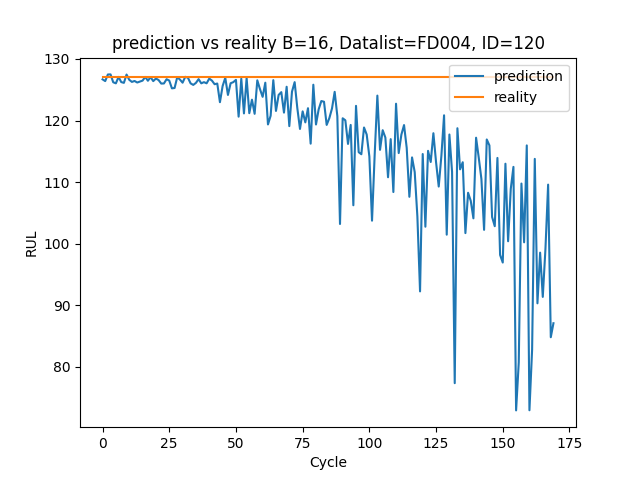 prediction vs reality B=16, Datalist=FD004, ID=120
130
120
110
100
90
80
RUL
prediction
reality
0
25
50
75
100
125
150
175
Cycle